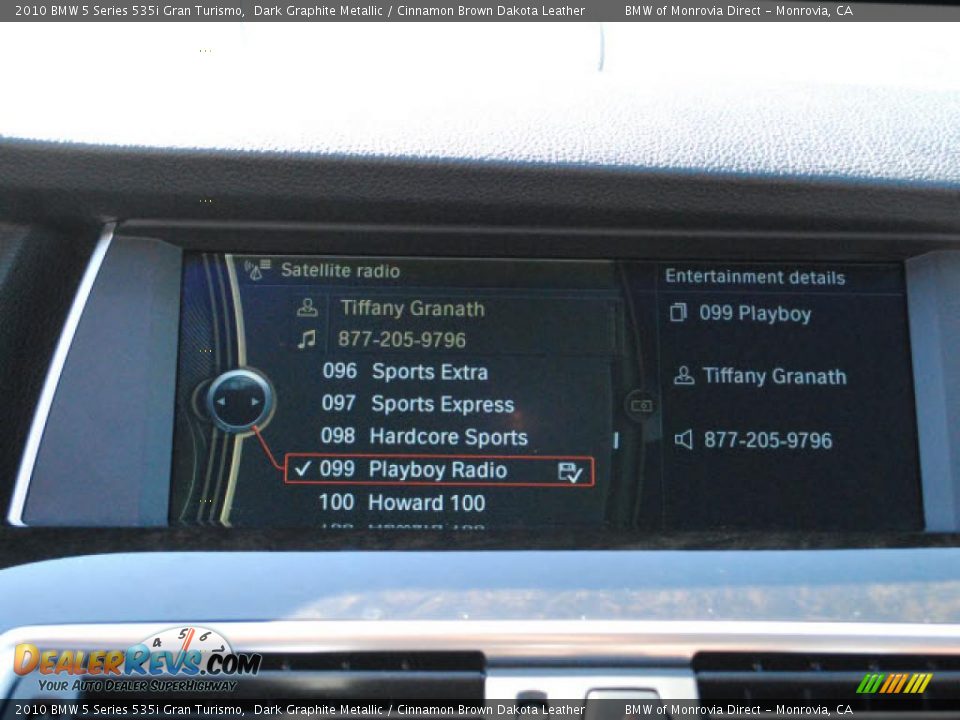 2010 BMW 5 Series 535i Gran Turismo, Dark Graphite Metallic / Cinnamon Brown Dakota Leather BMW of Monrovia Direct - Monrovia, CA
Satellite radio
Tiffany Granath
877-205-9796
096 Sports Extra
097 Sports Express
098 Hardcore Sports
099 Playboy Radio
100 Howard 100
Entertainment details
099 Playboy
Tiffany Granath
877-205-9796
4 5 6 7
DealerRevs.com
Your Auto Dealer SuperHighway
2010 BMW 5 Series 535i Gran Turismo, Dark Graphite Metallic / Cinnamon Brown Dakota Leather BMW of Monrovia Direct - Monrovia, CA